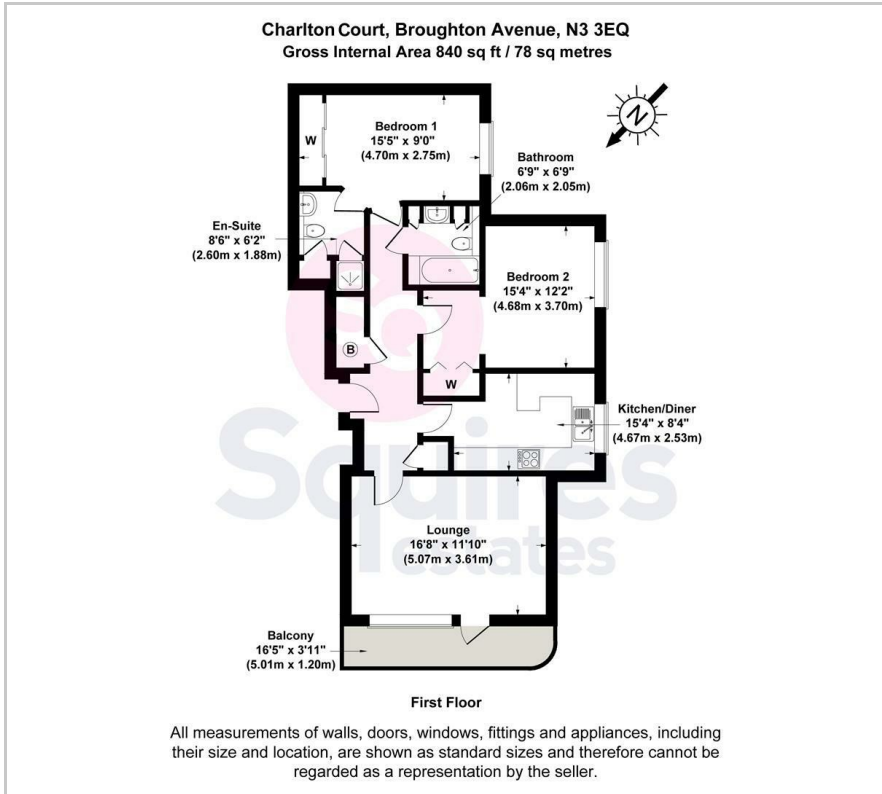 Charlton Court, Broughton Avenue, N3 3EQ
Gross Internal Area 840 sq ft / 78 sq metres
N
Bedroom 1
15'5" x 9'0"
(4.70m x 2.75m)
W
Bathroom
6'9" x 6'9"
(2.06m x 2.05m)
En-Suite
8'6" x 6'2"
(2.60m x 1.88m)
Bedroom 2
15'4" x 12'2"
(4.68m x 3.70m)
B
W
Kitchen/Diner
15'4" x 8'4"
(4.67m x 2.53m)
SQ
Squires
estates
Lounge
16'8" x 11'10"
(5.07m x 3.61m)
Balcony
16'5" x 3'11"
(5.01m x 1.20m)
First Floor
All measurements of walls, doors, windows, fittings and appliances, including
their size and location, are shown as standard sizes and therefore cannot be
regarded as a representation by the seller.